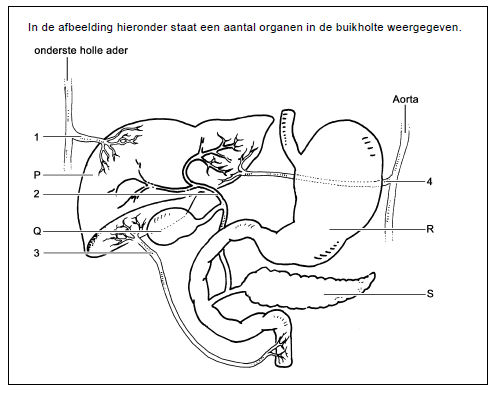 In de afbeelding hieronder staat een aantal organen in de buikholte weergegeven.
onderste holle ader
Aorta
1
P
2
4
Q
R
3
S